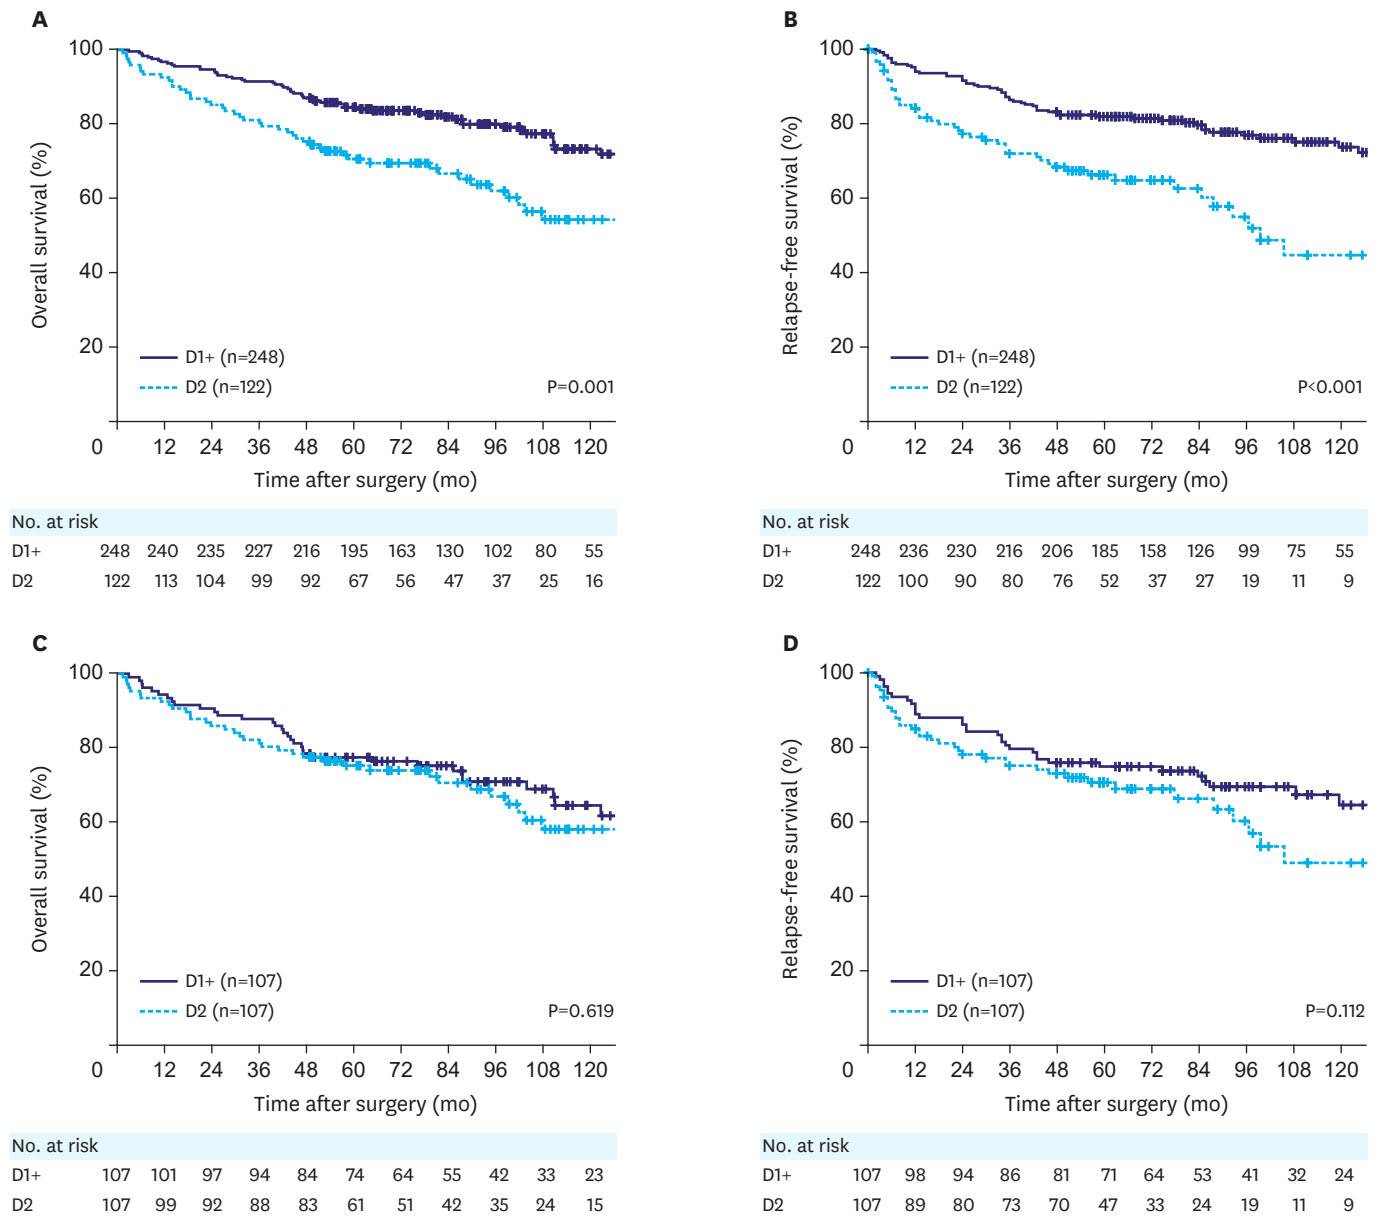 A
100
80
60
40
20
Overall survival (%)
D1+ (n=248)
D2 (n=122)
P=0.001
0 12 24 36 48 60 72 84 96 108 120
Time after surgery (mo)
No. at risk
D1+ 248 240 235 227 216 195 163 130 102 80 55
D2 122 113 104 99 92 67 56 47 37 25 16
B
100
80
60
40
20
Relapse-free survival (%)
D1+ (n=248)
D2 (n=122)
P<0.001
0 12 24 36 48 60 72 84 96 108 120
Time after surgery (mo)
No. at risk
D1+ 248 236 230 216 206 185 158 126 99 75 55
D2 122 100 90 80 76 52 37 27 19 11 9
C
100
80
60
40
20
Overall survival (%)
D1+ (n=107)
D2 (n=107)
P=0.619
0 12 24 36 48 60 72 84 96 108 120
Time after surgery (mo)
No. at risk
D1+ 107 101 97 94 84 74 64 55 42 33 23
D2 107 99 92 88 83 61 51 42 35 24 15
D
100
80
60
40
20
Relapse-free survival (%)
D1+ (n=107)
D2 (n=107)
P=0.112
0 12 24 36 48 60 72 84 96 108 120
Time after surgery (mo)
No. at risk
D1+ 107 98 94 86 81 71 64 53 41 32 24
D2 107 89 80 73 70 47 33 24 19 11 9